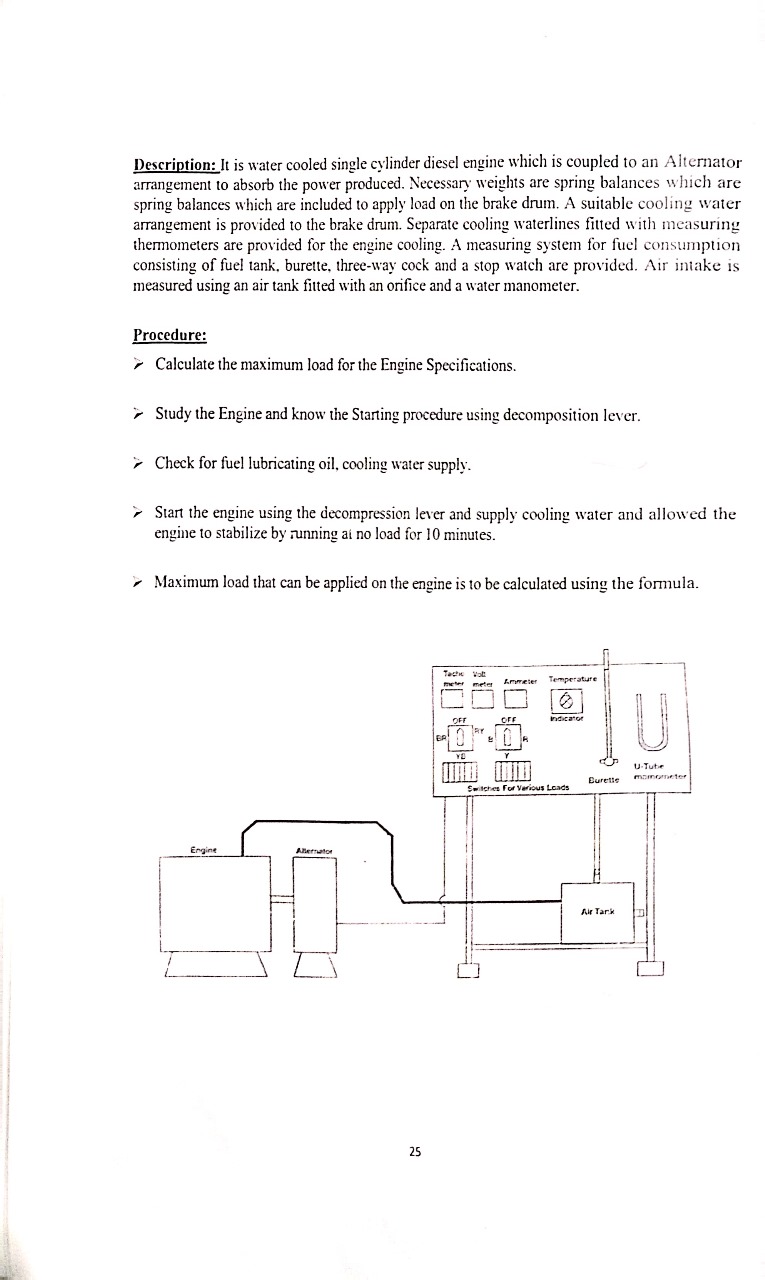 Description: It is water cooled single cylinder diesel engine which is coupled to an Alternator
arrangement to absorb the power produced. Necessary weights are spring balances which are
spring balances which are included to apply load on the brake drum. A suitable cooling water
arrangement is provided to the brake drum. Separate cooling waterlines fitted with measuring
thermometers are provided for the engine cooling. A measuring system for fuel consumption
consisting of fuel tank, burette, three-way cock and a stop watch are provided. Air intake is
measured using an air tank fitted with an orifice and a water manometer.
Procedure:
➢ Calculate the maximum load for the Engine Specifications.
➢ Study the Engine and know the Starting procedure using decomposition lever.
➢ Check for fuel lubricating oil, cooling water supply.
➢ Start the engine using the decompression lever and supply cooling water and allowed the
engine to stabilize by running at no load for 10 minutes.
➢ Maximum load that can be applied on the engine is to be calculated using the formula.
Tacho Volt
meter meter Ammeter Temperature
Indicator
OFF OFF
BR RY B R
YB Y
Switches For Various Loads
Burette
U-Tube
manometer
Engine
Alternator
Air Tank
25